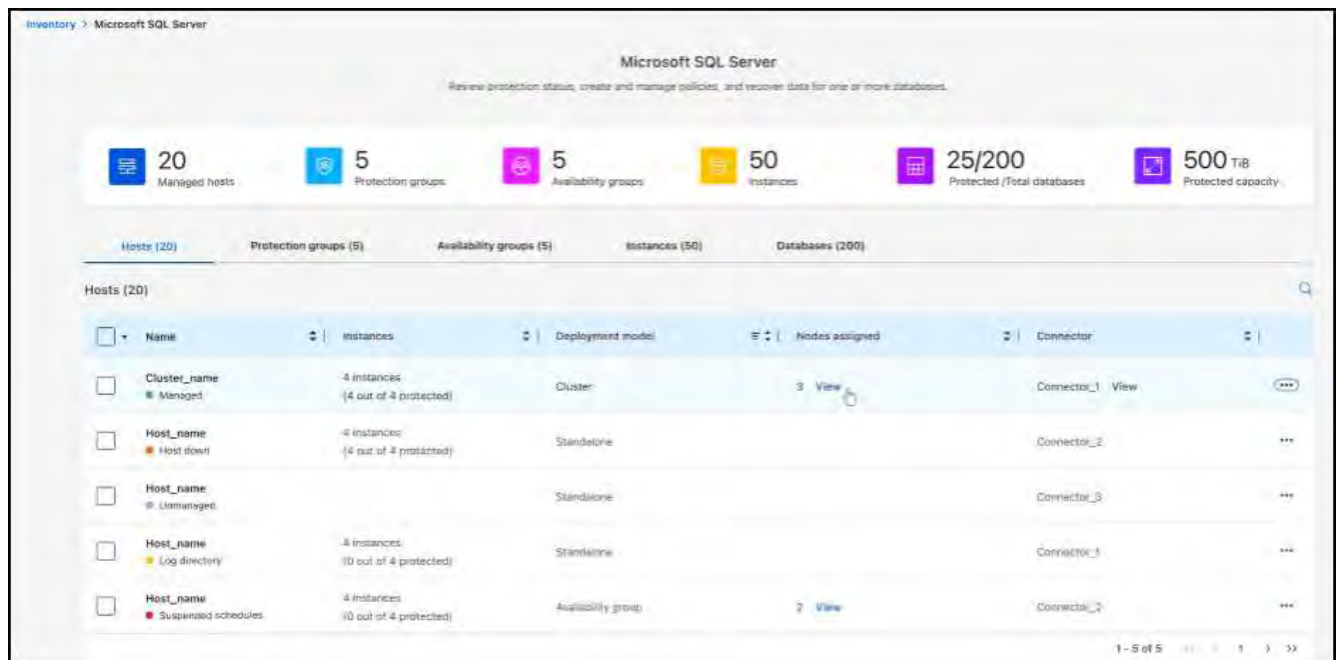 Inventory > Microsoft SQL Server
Microsoft SQL Server
Review protection status, create and manage policies, and recover data for one or more databases.
20
Managed hosts
5
Protection groups
5
Availability groups
50
Instances
25/200
Protected /Total databases
500 TiB
Protected capacity
Hosts (20) Protection groups (5) Availability groups (5) Instances (50) Databases (200)
Hosts (20)
Name Instances Deployment model Nodes assigned Connector
Cluster_name 4 instances Cluster 3 View Connector_1 View
Managed (4 out of 4 protected)
Host_name 4 instances Standalone Connector_2
Host down (4 out of 4 protected)
Host_name Standalone Connector_3
Unmanaged
Host_name 4 instances Standalone Connector_1
Log directory (0 out of 4 protected)
Host_name 4 instances Availability group 2 View Connector_2
Suspended schedules (0 out of 4 protected)
1 - 5 of 5 << < 1 > >>